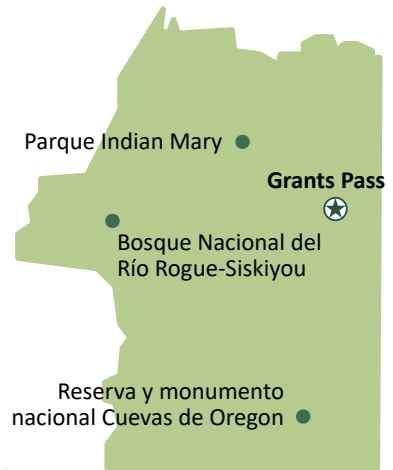 Parque Indian Mary
Grants Pass
Bosque Nacional del
Río Rogue-Siskiyou
Reserva y monumento
nacional Cuevas de Oregon